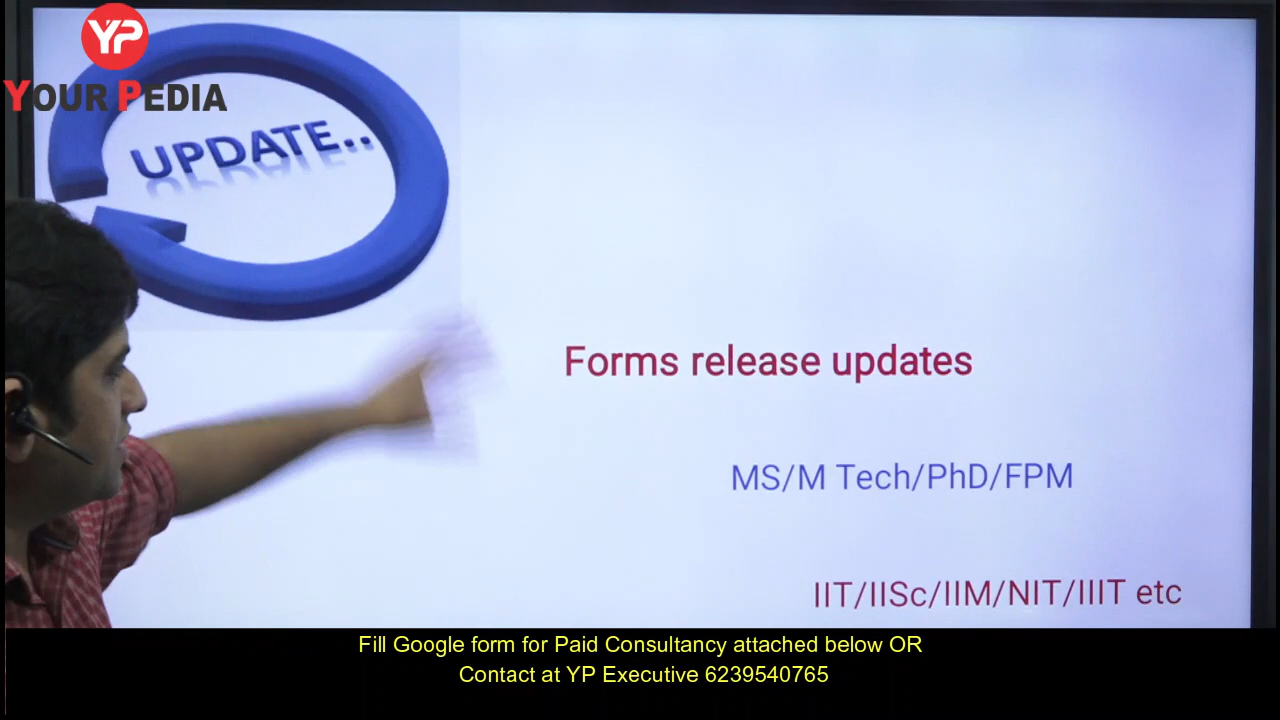 YP
YOUR PEDIA
UPDATE..
Forms release updates
MS/M Tech/PhD/FPM
IIT/IISc/IIM/NIT/IIIT etc
Fill Google form for Paid Consultancy attached below OR
Contact at YP Executive 6239540765